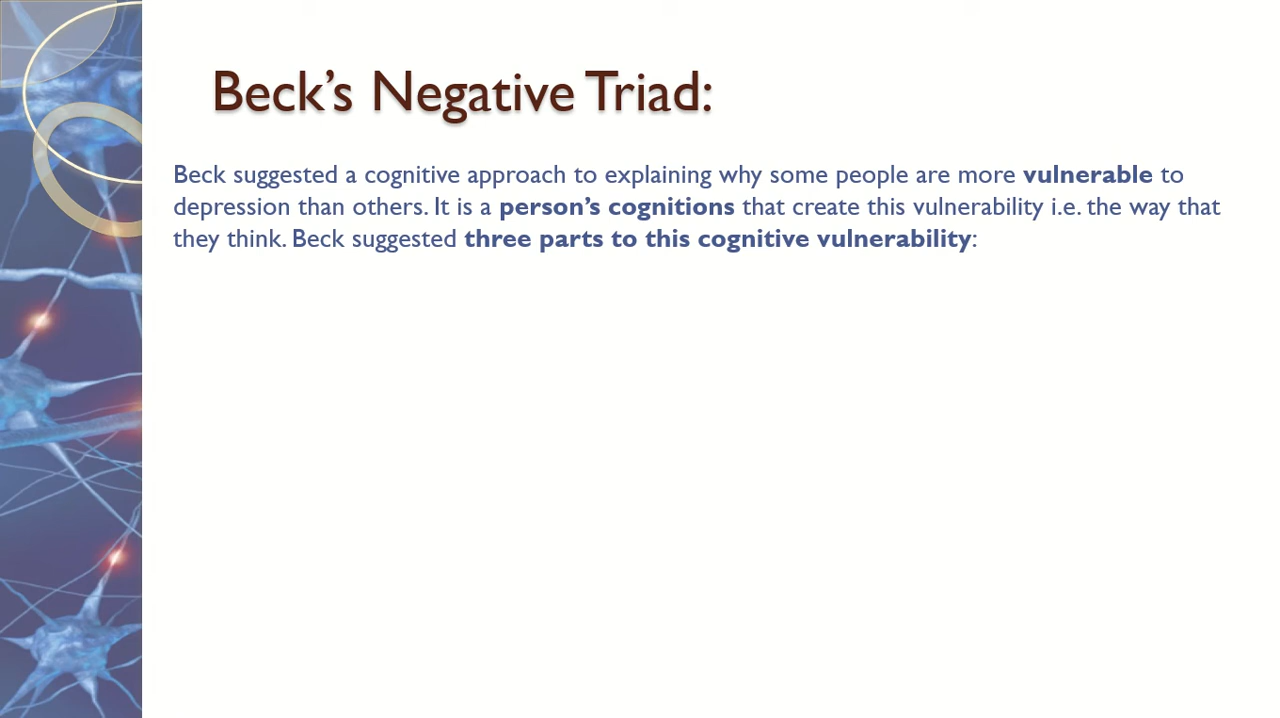 Beck’s Negative Triad:
Beck suggested a cognitive approach to explaining why some people are more vulnerable to
depression than others. It is a person’s cognitions that create this vulnerability i.e. the way that
they think. Beck suggested three parts to this cognitive vulnerability: